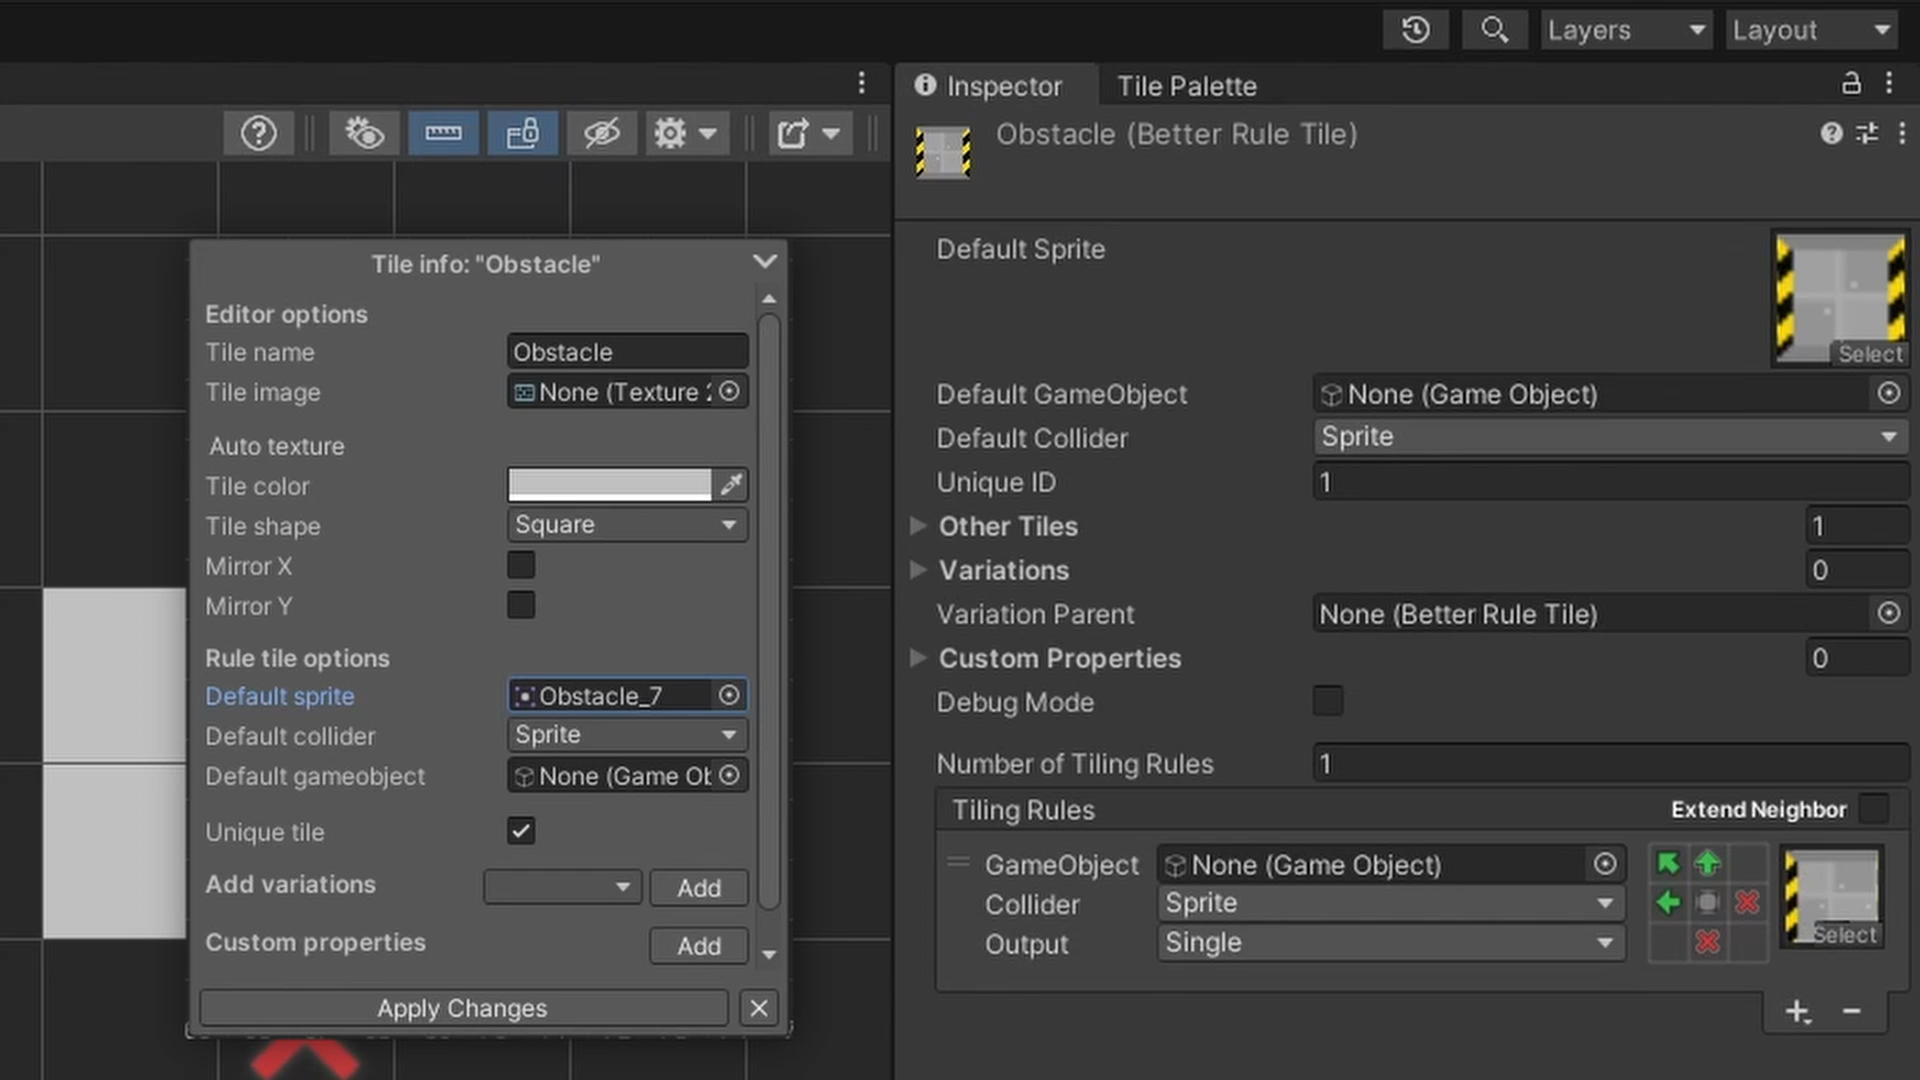 Layers
Layout
Inspector
Tile Palette
Obstacle (Better Rule Tile)
Tile info: "Obstacle"
Editor options
Tile name
Obstacle
Tile image
None (Texture
Auto texture
Tile color
Tile shape
Square
Mirror X
Mirror Y
Rule tile options
Default sprite
Obstacle_7
Default collider
Sprite
Default gameobject
None (Game Ob
Unique tile
Add variations
Add
Custom properties
Add
Apply Changes
Default Sprite
Select
Default GameObject
None (Game Object)
Default Collider
Sprite
Unique ID
1
Other Tiles
1
Variations
0
Variation Parent
None (Better Rule Tile)
Custom Properties
0
Debug Mode
Number of Tiling Rules
1
Tiling Rules
Extend Neighbor
GameObject
None (Game Object)
Collider
Sprite
Output
Single
Select